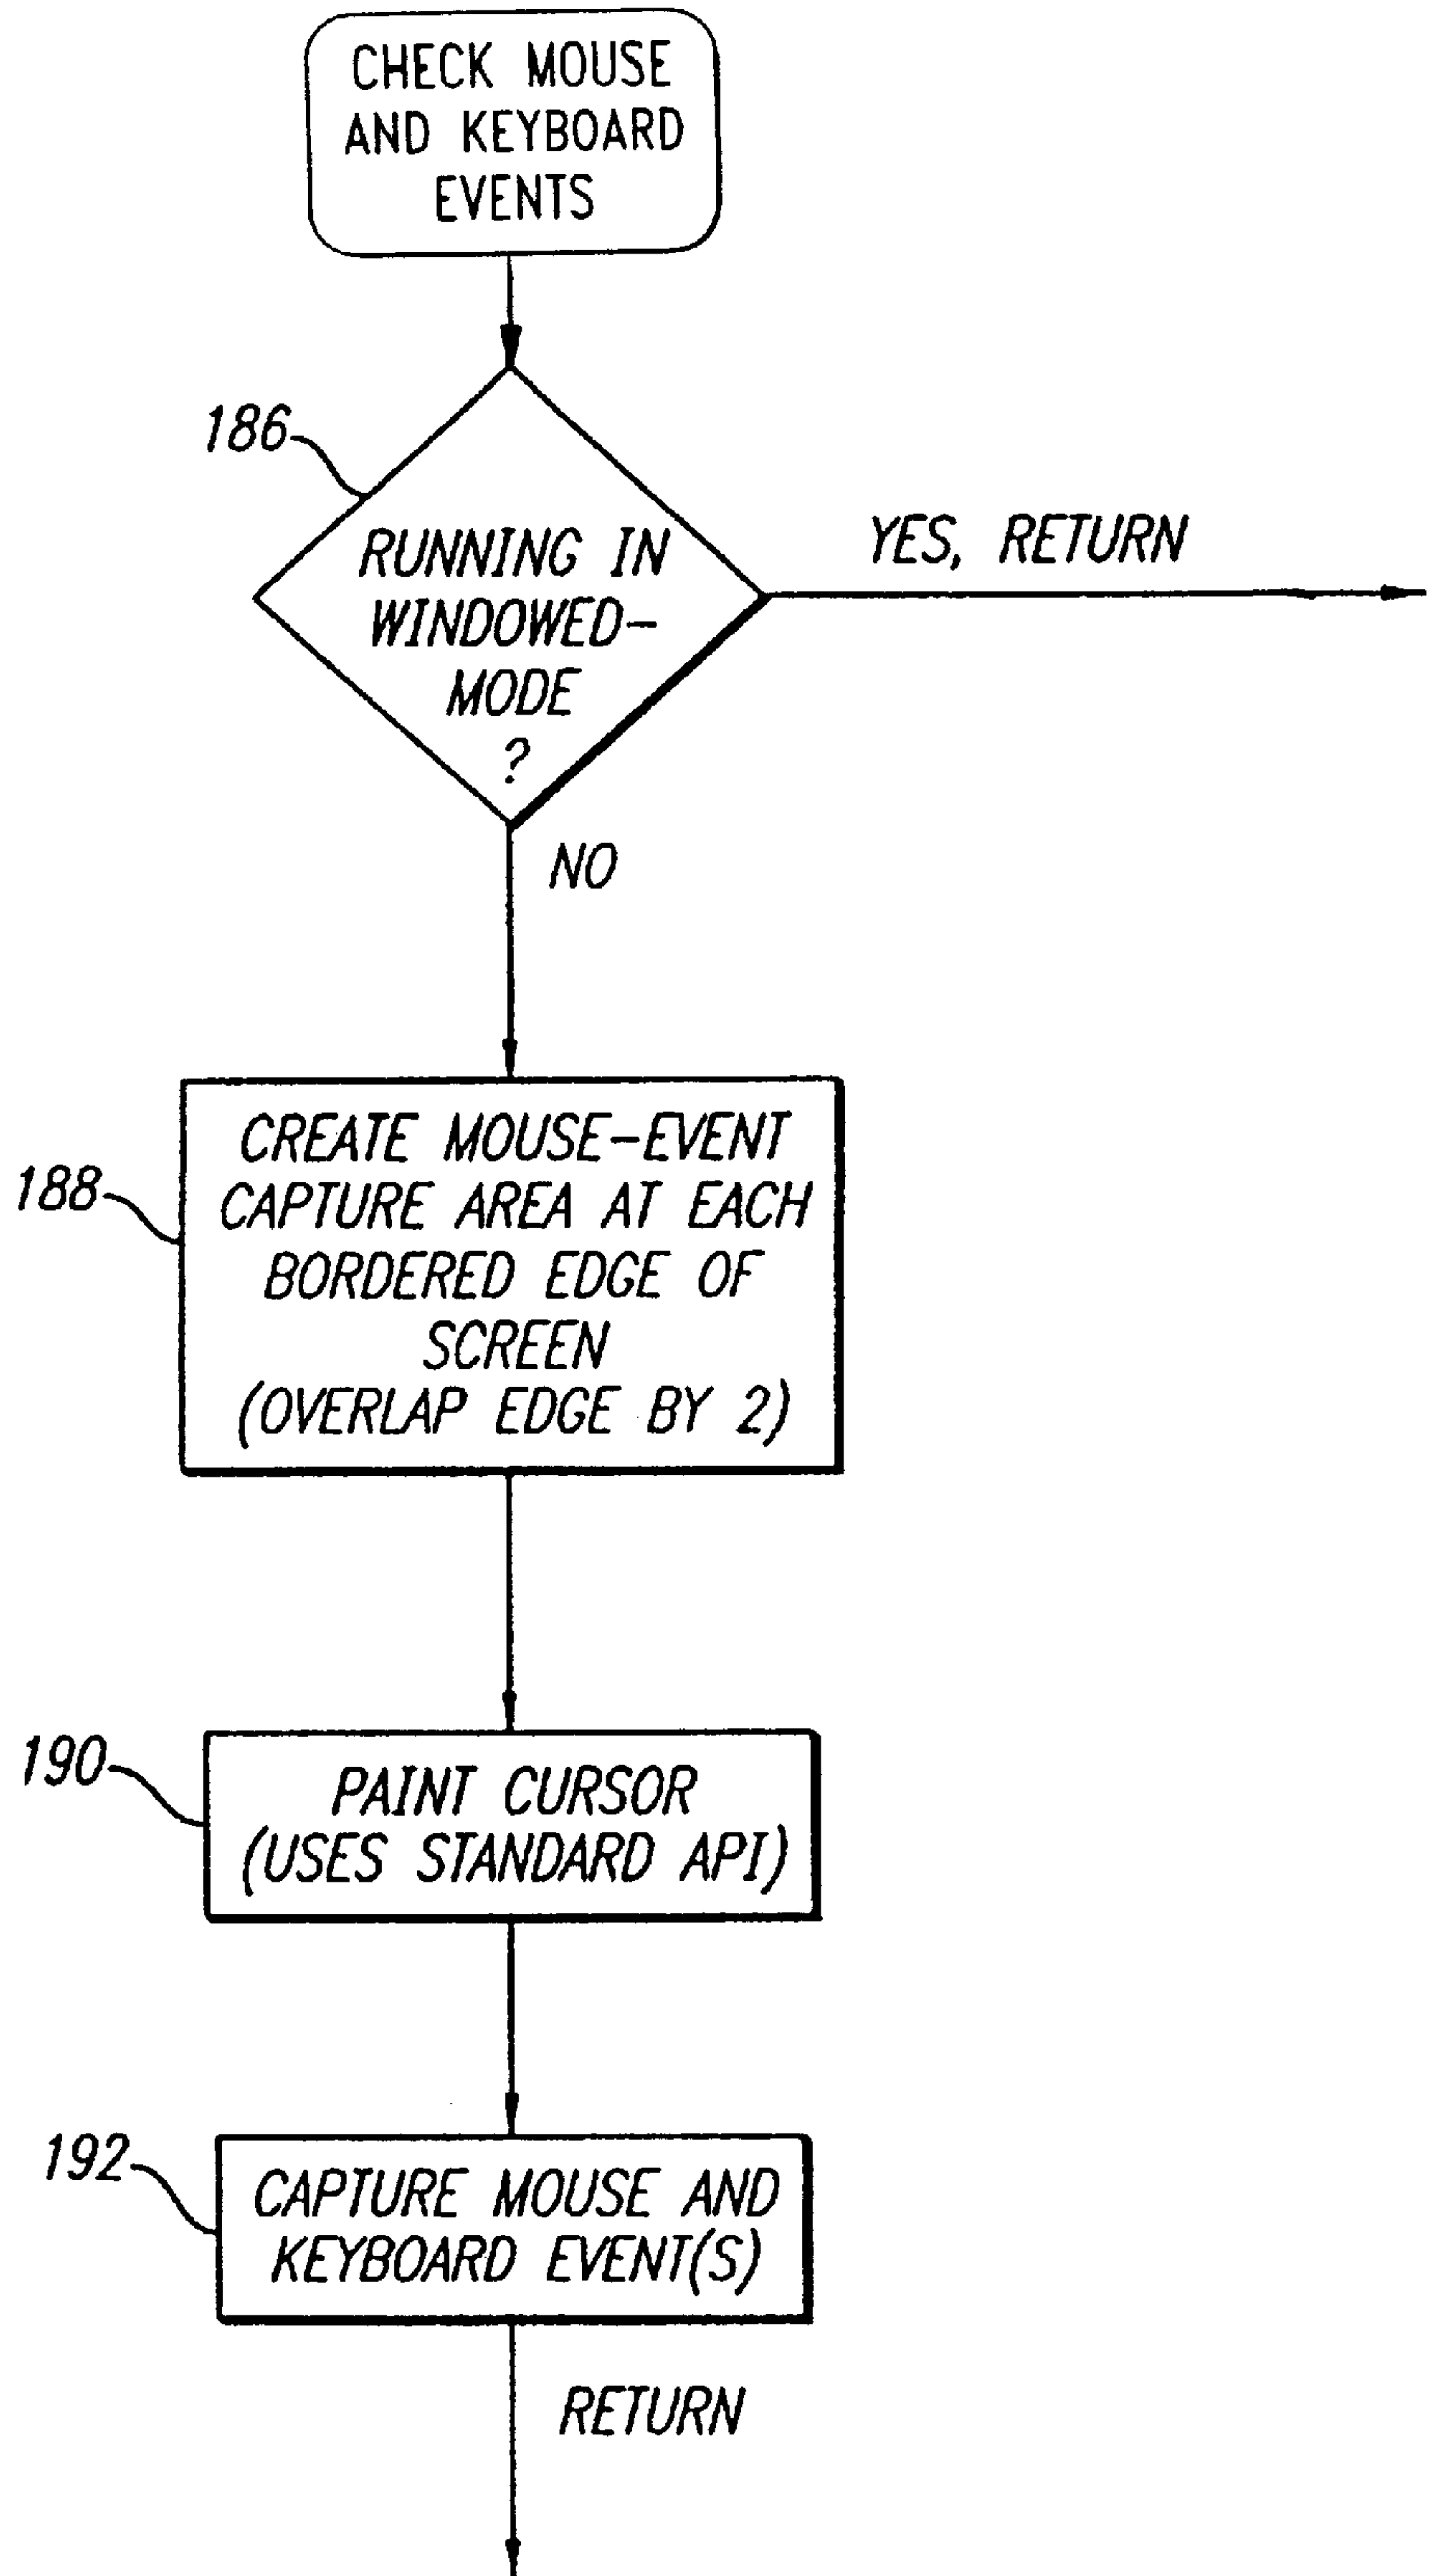 CHECK MOUSE
AND KEYBOARD
EVENTS
186
RUNNING IN
WINDOWED-
MODE
?
YES, RETURN
NO
188
CREATE MOUSE-EVENT
CAPTURE AREA AT EACH
BORDERED EDGE OF
SCREEN
(OVERLAP EDGE BY 2)
190
PAINT CURSOR
(USES STANDARD API)
192
CAPTURE MOUSE AND
KEYBOARD EVENT(S)
RETURN